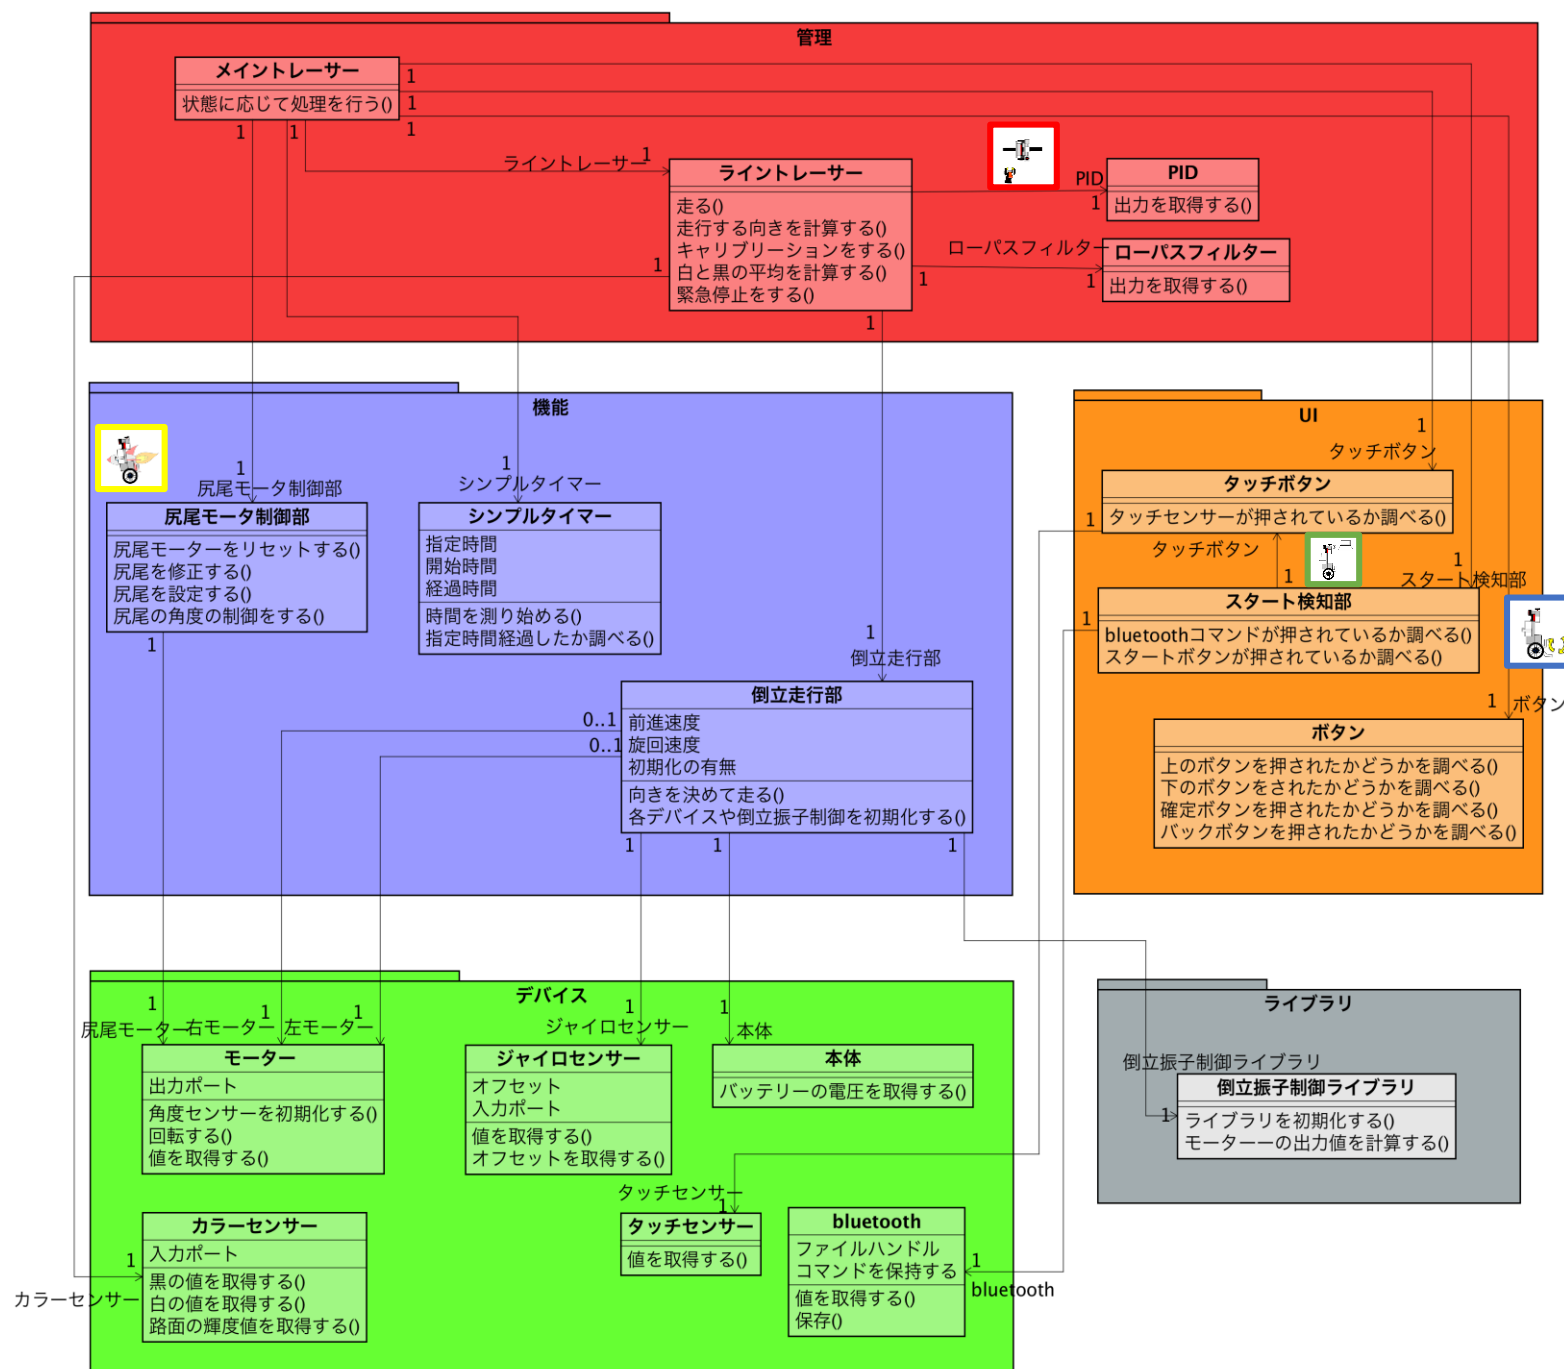 管理
メイントレーサー
状態に応じて処理を行う()
1
1
1
1
1
ライントレーサー
1
ライントレーサー
走る()
走行する向きを計算する()
キャリブリーションをする()
白と黒の平均を計算する()
緊急停止をする()
PID
1
PID
出力を取得する()
ローパスフィルター
1
1
ローパスフィルター
出力を取得する()
1
1
機能
1
尻尾モータ制御部
尻尾モータ制御部
尻尾モーターをリセットする()
尻尾を修正する()
尻尾を設定する()
尻尾の角度の制御をする()
1
1
シンプルタイマー
シンプルタイマー
指定時間
開始時間
経過時間
時間を測り始める()
指定時間経過したか調べる()
1
倒立走行部
倒立走行部
前進速度
旋回速度
初期化の有無
向きを決めて走る()
各デバイスや倒立振子制御を初期化する()
0..1
0..1
1
1
1
UI
1
タッチボタン
タッチボタン
タッチセンサーが押されているか調べる()
1
タッチボタン
1
1
スタート検知部
スタート検知部
bluetoothコマンドが押されているか調べる()
スタートボタンが押されているか調べる()
1
1
ボタン
ボタン
上のボタンを押されたかどうかを調べる()
下のボタンをされたかどうかを調べる()
確定ボタンを押されたかどうかを調べる()
バックボタンを押されたかどうかを調べる()
デバイス
1
尻尾モーター
1
右モーター
1
左モーター
モーター
出力ポート
角度センサーを初期化する()
回転する()
値を取得する()
1
ジャイロセンサー
ジャイロセンサー
オフセット
入力ポート
値を取得する()
オフセットを取得する()
1
本体
本体
バッテリーの電圧を取得する()
1
カラーセンサー
カラーセンサー
入力ポート
黒の値を取得する()
白の値を取得する()
路面の輝度値を取得する()
タッチセンサー
1
タッチセンサー
値を取得する()
bluetooth
ファイルハンドル
コマンドを保持する
値を取得する()
保存()
1
bluetooth
ライブラリ
倒立振子制御ライブラリ
1
倒立振子制御ライブラリ
ライブラリを初期化する()
モーターーの出力値を計算する()